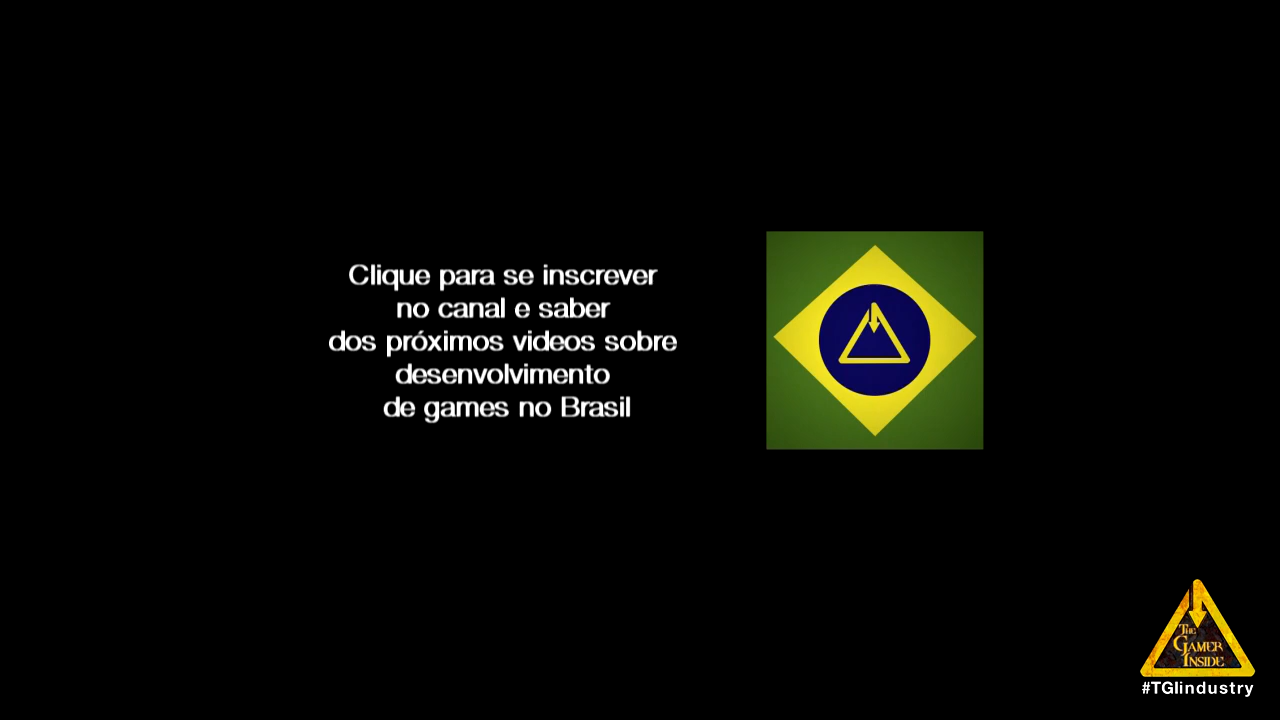 Clique para se inscrever
no canal e saber
dos próximos videos sobre
desenvolvimento
de games no Brasil
The
Gamer
Inside
#TGIindustry